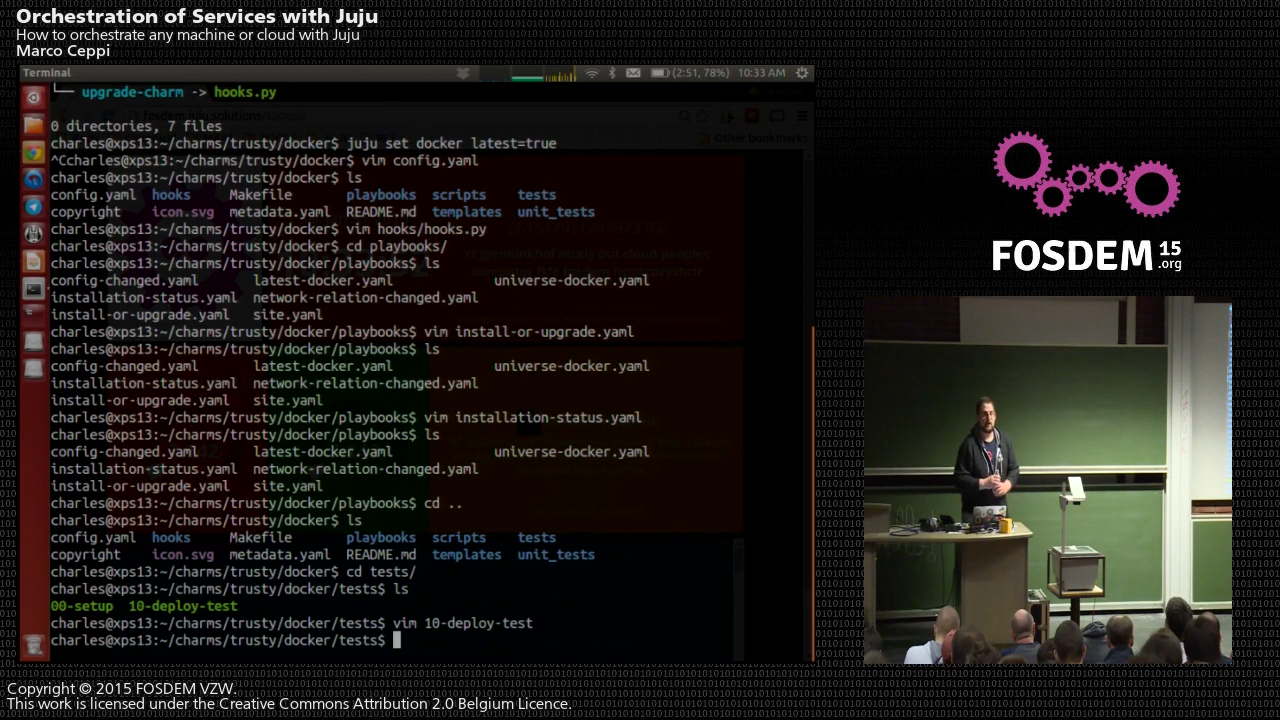 Orchestration of Services with Juju
How to orchestrate any machine or cloud with Juju
Marco Ceppi
Terminal
(2:51, 78%) 10:33 AM
└── upgrade-charm -> hooks.py
0 directories, 7 files
charles@xps13:~/charms/trusty/docker$ juju set docker latest=true
^Ccharles@xps13:~/charms/trusty/docker$ vim config.yaml
charles@xps13:~/charms/trusty/docker$ ls
config.yaml hooks Makefile playbooks scripts tests
copyright icon.svg metadata.yaml README.md templates unit_tests
charles@xps13:~/charms/trusty/docker$ vim hooks/hooks.py
charles@xps13:~/charms/trusty/docker$ cd playbooks/
charles@xps13:~/charms/trusty/docker/playbooks$ ls
config-changed.yaml latest-docker.yaml universe-docker.yaml
installation-status.yaml network-relation-changed.yaml
install-or-upgrade.yaml site.yaml
charles@xps13:~/charms/trusty/docker/playbooks$ vim install-or-upgrade.yaml
charles@xps13:~/charms/trusty/docker/playbooks$ ls
config-changed.yaml latest-docker.yaml universe-docker.yaml
installation-status.yaml network-relation-changed.yaml
install-or-upgrade.yaml site.yaml
charles@xps13:~/charms/trusty/docker/playbooks$ vim installation-status.yaml
charles@xps13:~/charms/trusty/docker/playbooks$ ls
config-changed.yaml latest-docker.yaml universe-docker.yaml
installation-status.yaml network-relation-changed.yaml
install-or-upgrade.yaml site.yaml
charles@xps13:~/charms/trusty/docker/playbooks$ cd ..
charles@xps13:~/charms/trusty/docker$ ls
config.yaml hooks Makefile playbooks scripts tests
copyright icon.svg metadata.yaml README.md templates unit_tests
charles@xps13:~/charms/trusty/docker$ cd tests/
charles@xps13:~/charms/trusty/docker/tests$ ls
00-setup 10-deploy-test
charles@xps13:~/charms/trusty/docker/tests$ vim 10-deploy-test
charles@xps13:~/charms/trusty/docker/tests$
FOSDEM 15
.org
Copyright © 2015 FOSDEM VZW.
This work is licensed under the Creative Commons Attribution 2.0 Belgium Licence.